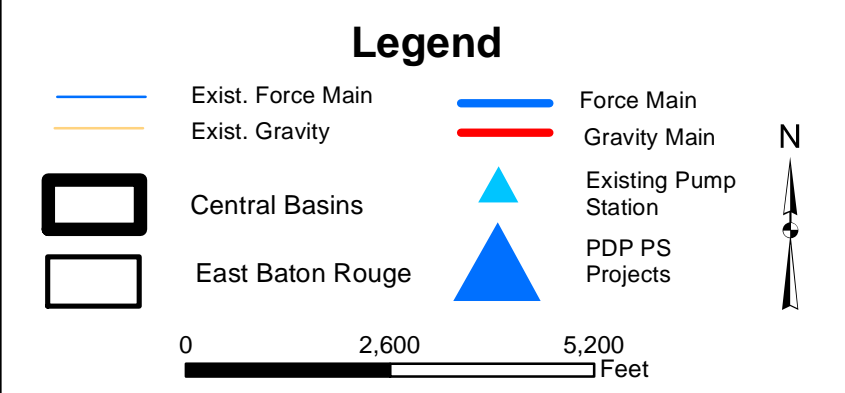 Legend
Exist. Force Main
Exist. Gravity
Central Basins
East Baton Rouge
Force Main
Gravity Main
Existing Pump
Station
PDP PS
Projects
N
0 2,600 5,200
Feet